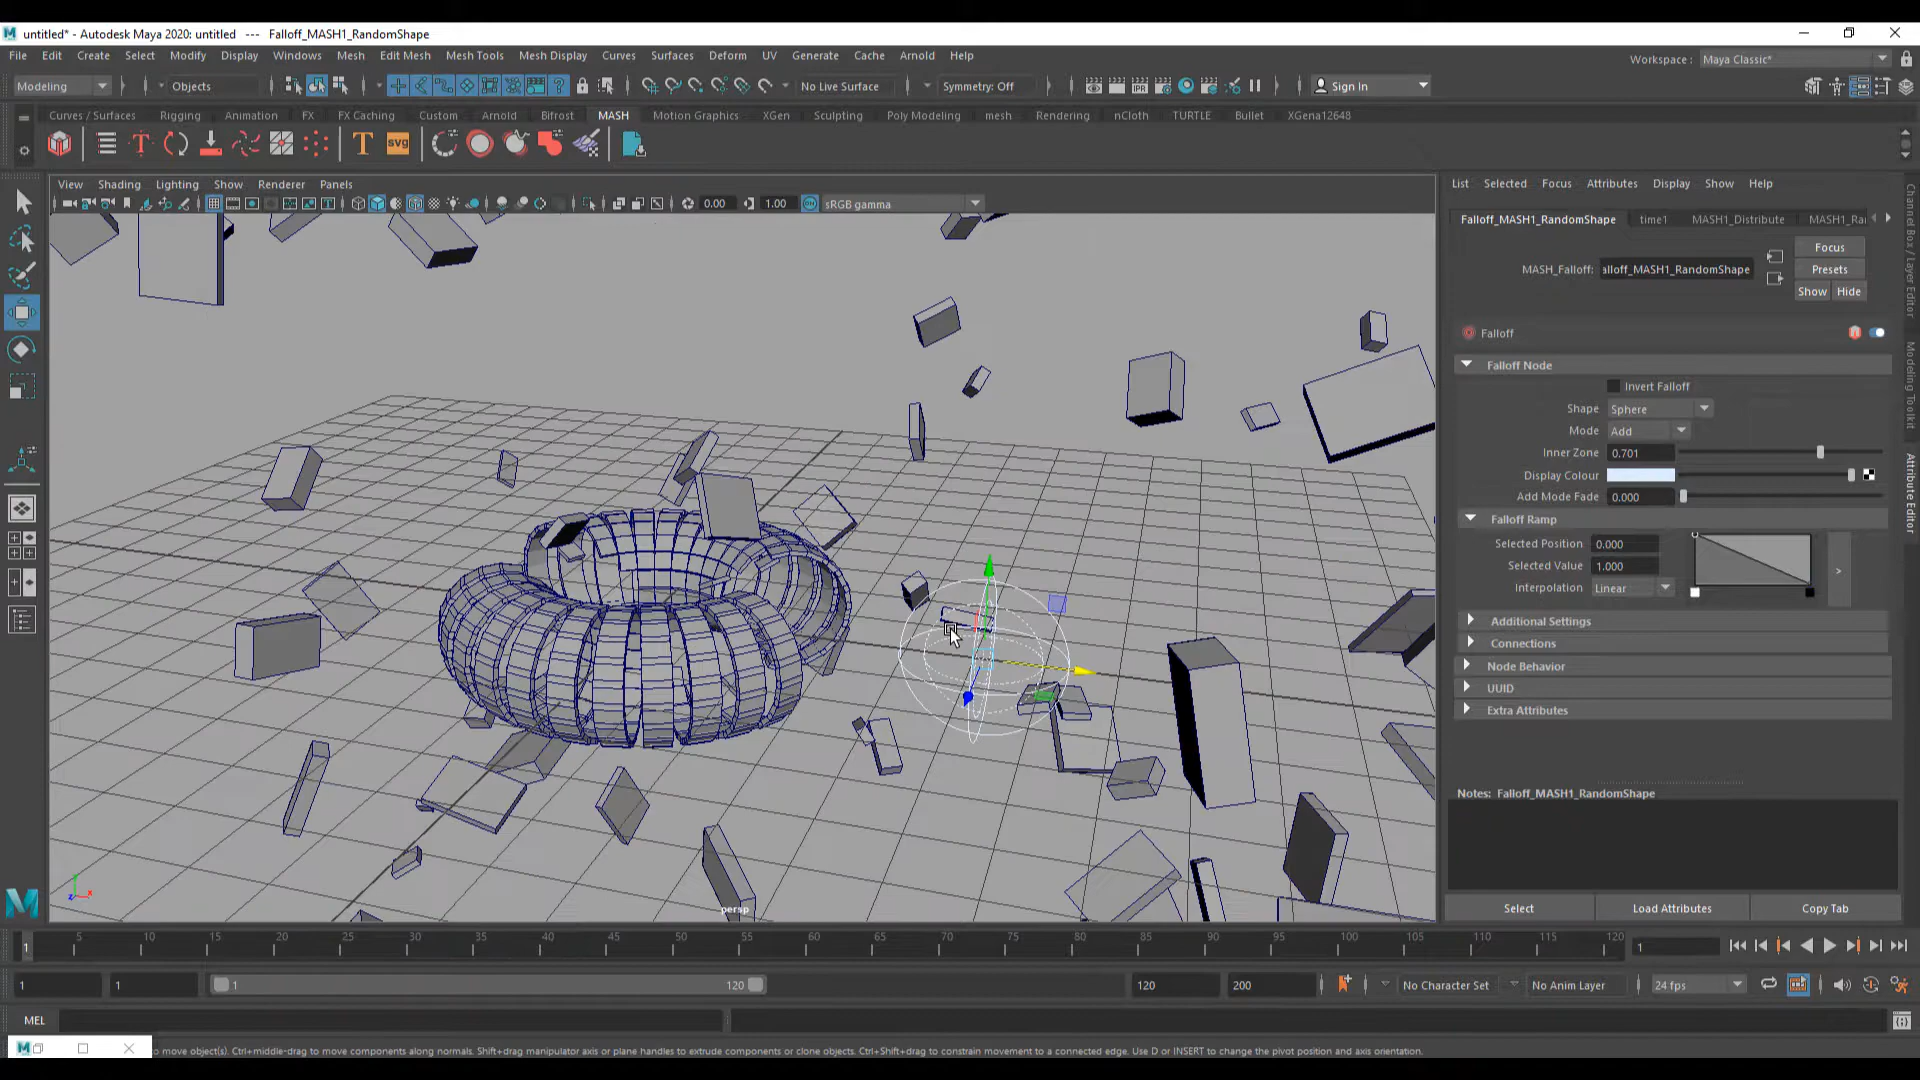 untitled* - Autodesk Maya 2020: untitled --- Falloff_MASH1_RandomShape
File Edit Create Select Modify Display Windows Mesh Edit Mesh Mesh Tools Mesh Display Curves Surfaces Deform UV Generate Cache Arnold Help
Workspace : Maya Classic*
Modeling Objects No Live Surface Symmetry: Off Sign In
Curves / Surfaces Rigging Animation FX FX Caching Custom Arnold Bifrost MASH Motion Graphics XGen Sculpting Poly Modeling mesh Rendering nCloth TURTLE Bullet XGena12648
T T SVG
View Shading Lighting Show Renderer Panels
0.00 1.00 ON sRGB gamma
persp
List Selected Focus Attributes Display Show Help
Falloff_MASH1_RandomShape time1 MASH1_Distribute MASH1_Ra
MASH_Falloff: alloff_MASH1_RandomShape
Focus
Presets
Show Hide
Falloff
Falloff Node
Invert Falloff
Shape Sphere
Mode Add
Inner Zone 0.701
Display Colour
Add Mode Fade 0.000
Falloff Ramp
Selected Position 0.000
Selected Value 1.000
Interpolation Linear
>
Additional Settings
Connections
Node Behavior
UUID
Extra Attributes
Notes: Falloff_MASH1_RandomShape
Select Load Attributes Copy Tab
Channel Box / Layer Editor
Modeling Toolkit
Attribute Editor
1 5 10 15 20 25 30 35 40 45 50 55 60 65 70 75 80 85 90 95 100 105 110 115 120 1
1 1 1 120 120 200 No Character Set No Anim Layer 24 fps
MEL
move object(s). Ctrl+middle-drag to move components along normals. Shift+drag manipulator axis or plane handles to extrude components or clone objects. Ctrl+Shift+drag to constrain movement to a connected edge. Use D or INSERT to change the pivot position and axis orientation.